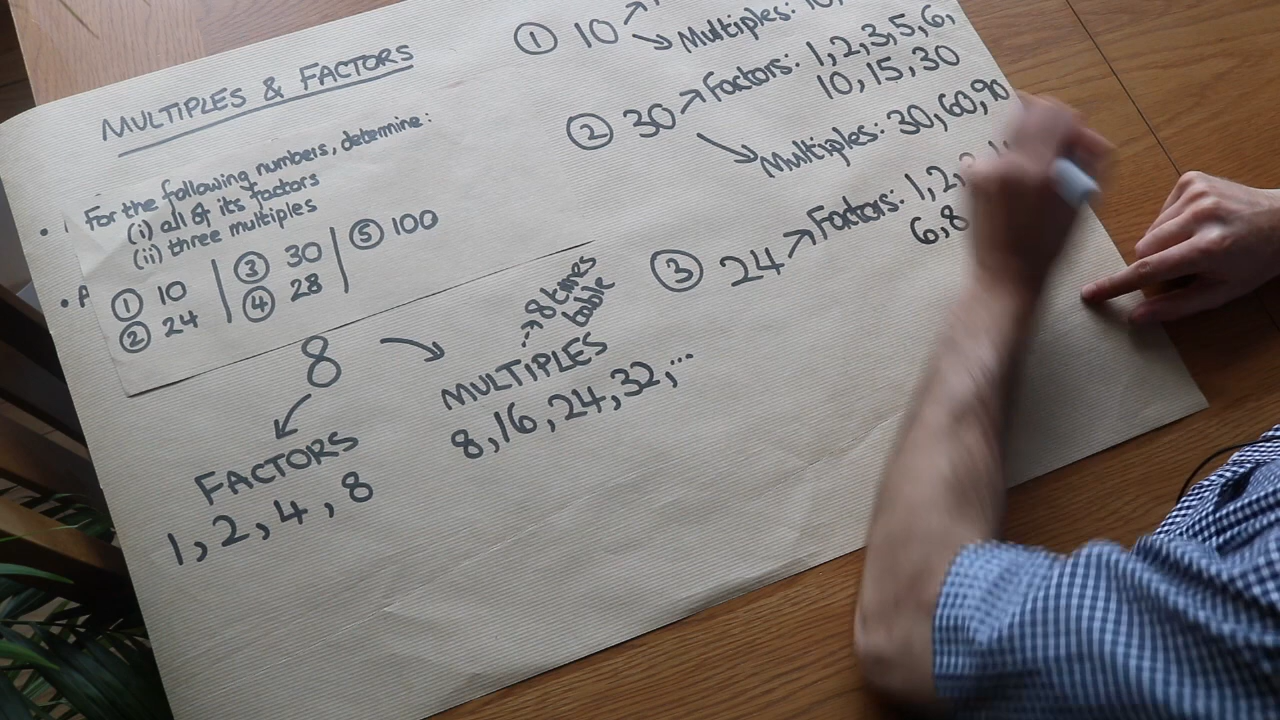 MULTIPLES & FACTORS
For the following numbers, determine:
(i) all of its factors
(ii) three multiples
① 10
② 24
③ 30
④ 28
⑤ 100
8
FACTORS
1, 2, 4, 8
→ 8 times
table
MULTIPLES
8, 16, 24, 32, ...
① 10
Multiples: 10,
② 30 → Factors: 1, 2, 3, 5, 6,
10, 15, 30
Multiples: 30, 60, 90
③ 24 → Factors: 1, 2,
6, 8